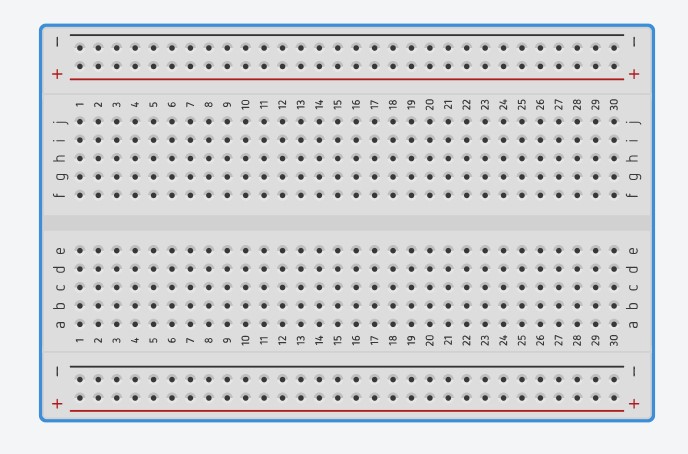 − −
+ +
1 2 3 4 5 6 7 8 9 10 11 12 13 14 15 16 17 18 19 20 21 22 23 24 25 26 27 28 29 30
j j
i i
h h
g g
f f
e e
d d
c c
b b
a a
1 2 3 4 5 6 7 8 9 10 11 12 13 14 15 16 17 18 19 20 21 22 23 24 25 26 27 28 29 30
− −
+ +